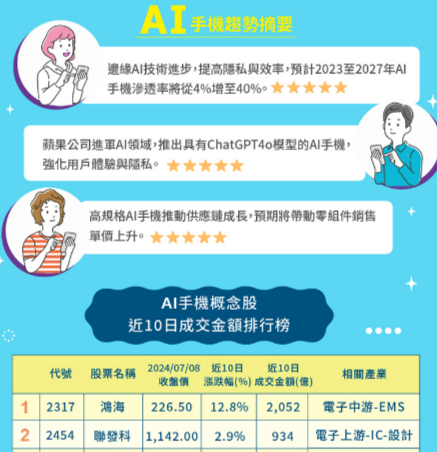 AI手機趨勢摘要
邊緣AI技術進步，提高隱私與效率，預計2023至2027年AI
手機滲透率將從4%增至40%。
蘋果公司進軍AI領域，推出具有ChatGPT4o模型的AI手機，
強化用戶體驗與隱私。
高規格AI手機推動供應鏈成長，預期將帶動零組件銷售
單價上升。
AI手機概念股
近10日成交金額排行榜
代號 股票名稱 2024/07/08 收盤價 近10日 漲跌幅(%) 近10日 成交金額(億) 相關產業
1 2317 鴻海 226.50 12.8% 2,052 電子中游-EMS
2 2454 聯發科 1,142.00 2.9% 934 電子上游-IC-設計